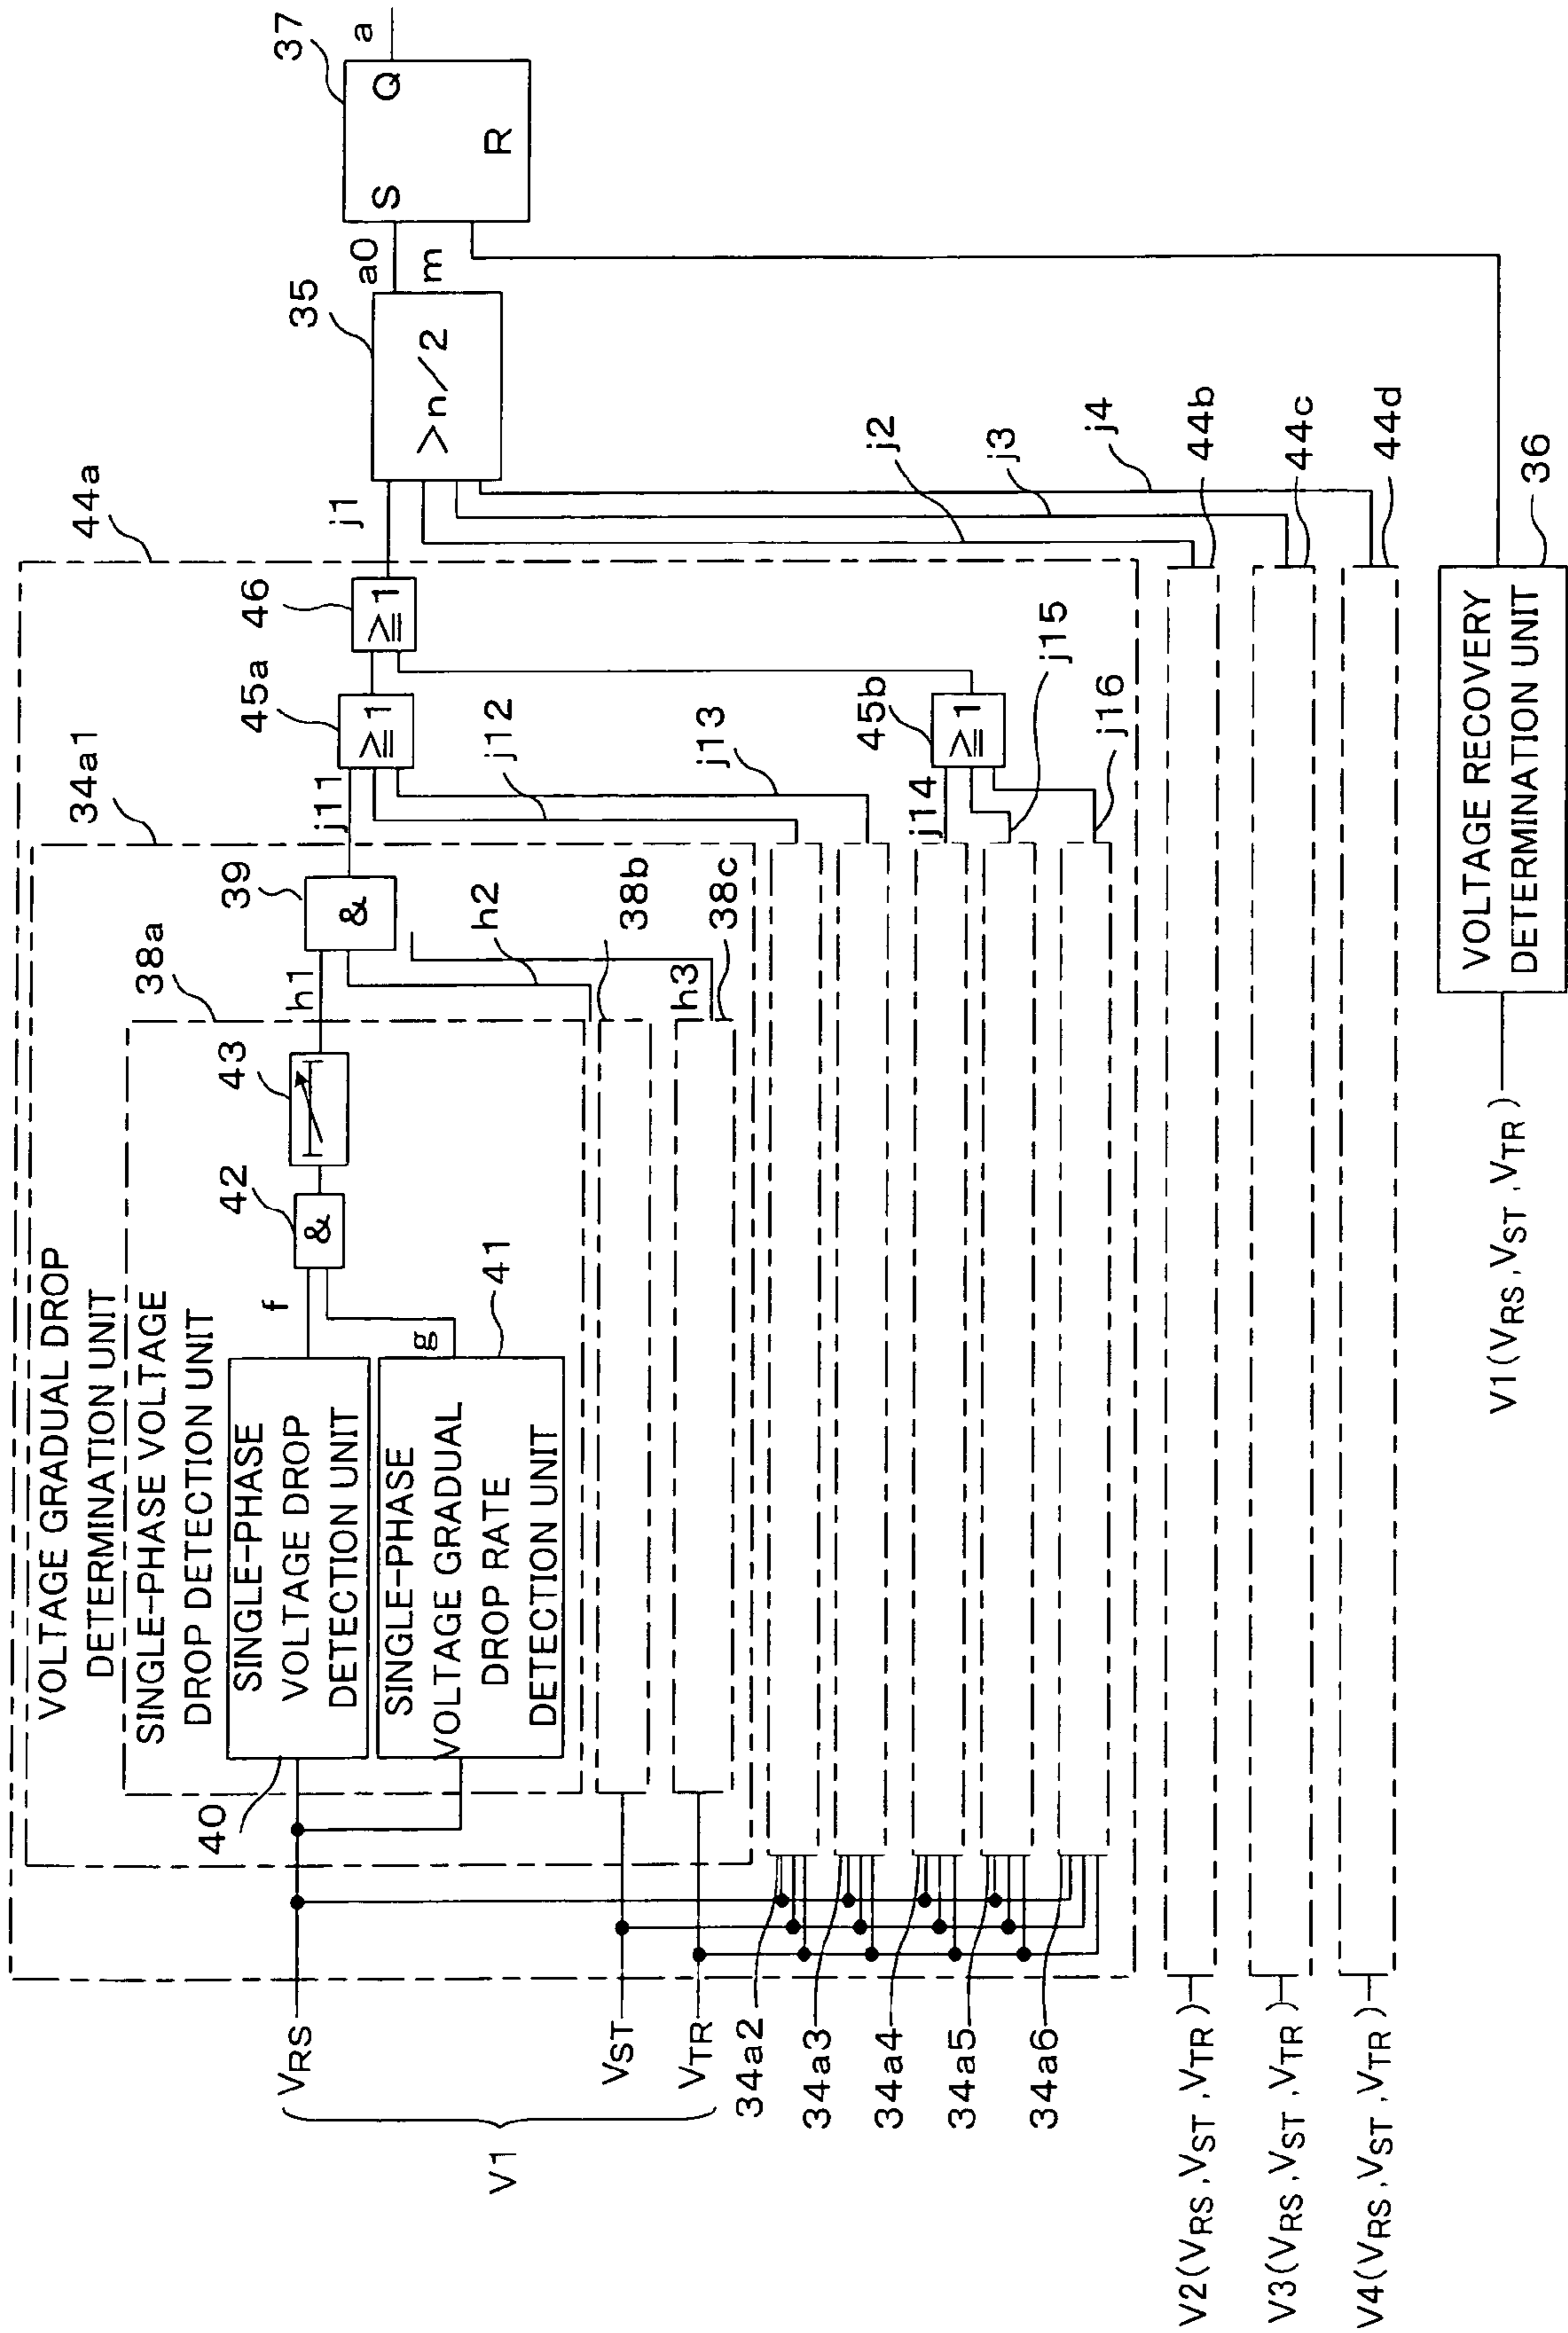 44a
34a1
VOLTAGE GRADUAL DROP
DETERMINATION UNIT
38a
SINGLE-PHASE VOLTAGE
DROP DETECTION UNIT
SINGLE-PHASE
VOLTAGE DROP
DETECTION UNIT
40
SINGLE-PHASE
VOLTAGE GRADUAL
DROP RATE
DETECTION UNIT
41
f
g
42
&
43
h1
39
&
h2
38b
h3
38c
j11
45a
≧1
46
≧1
j1
35
>n/2
a0
m
37
S
Q
R
a
j12
j13
45b
≧1
j14
j15
j16
j2
j3
j4
44b
44c
44d
VRS
VST
VTR
V1
34a2
34a3
34a4
34a5
34a6
V2(VRS,VST,VTR)
V3(VRS,VST,VTR)
V4(VRS,VST,VTR)
V1(VRS,VST,VTR)
VOLTAGE RECOVERY
DETERMINATION UNIT
36